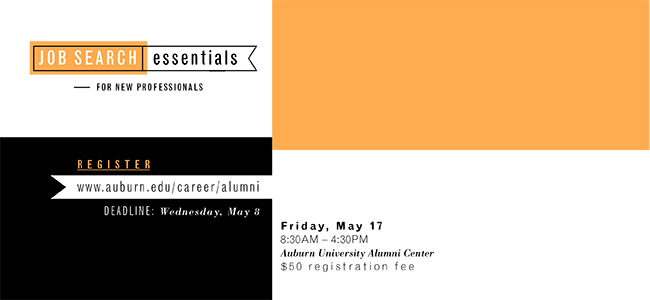 JOB SEARCH essentials
FOR NEW PROFESSIONALS
REGISTER
www.auburn.edu/career/alumni
DEADLINE: Wednesday, May 8
Friday, May 17
8:30AM – 4:30PM
Auburn University Alumni Center
$50 registration fee